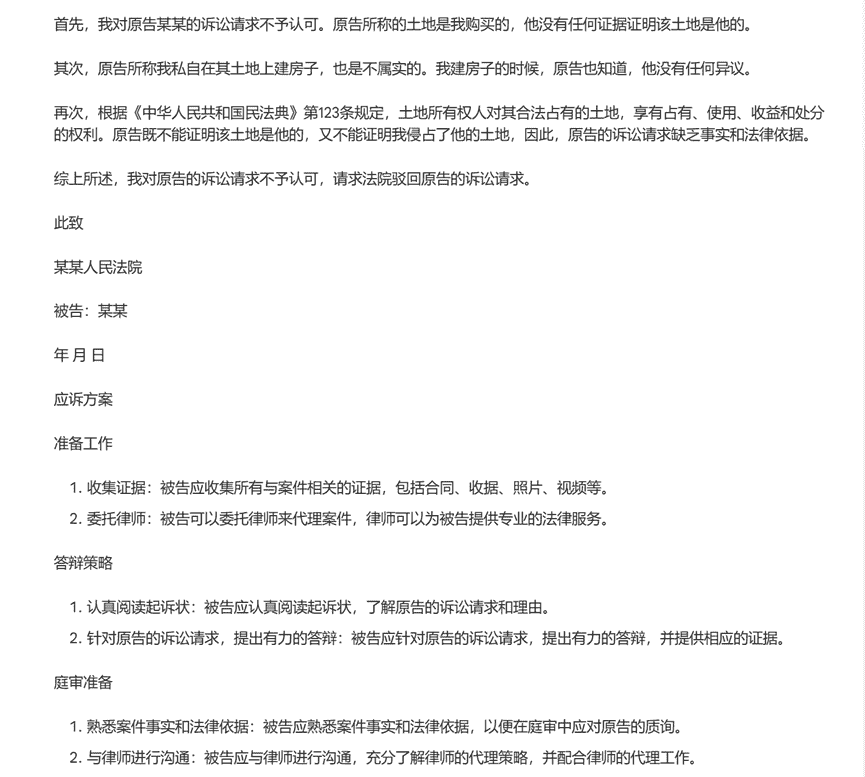 首先，我对原告某某的诉讼请求不予认可。原告所称的土地是我购买的，他没有任何证据证明该土地是他的。
其次，原告所称我私自在其土地上建房子，也是不属实的。我建房子的时候，原告也知道，他没有任何异议。
再次，根据《中华人民共和国民法典》第123条规定，土地所有权人对其合法占有的土地，享有占有、使用、收益和处分
的权利。原告既不能证明该土地是他的，又不能证明我侵占了他的土地，因此，原告的诉讼请求缺乏事实和法律依据。
综上所述，我对原告的诉讼请求不予认可，请求法院驳回原告的诉讼请求。
此致
某某人民法院
被告：某某
年 月 日
应诉方案
准备工作
1. 收集证据：被告应收集所有与案件相关的证据，包括合同、收据、照片、视频等。
2. 委托律师：被告可以委托律师来代理案件，律师可以为被告提供专业的法律服务。
答辩策略
1. 认真阅读起诉状：被告应认真阅读起诉状，了解原告的诉讼请求和理由。
2. 针对原告的诉讼请求，提出有力的答辩：被告应针对原告的诉讼请求，提出有力的答辩，并提供相应的证据。
庭审准备
1. 熟悉案件事实和法律依据：被告应熟悉案件事实和法律依据，以便在庭审中应对原告的质询。
2. 与律师进行沟通：被告应与律师进行沟通，充分了解律师的代理策略，并配合律师的代理工作。